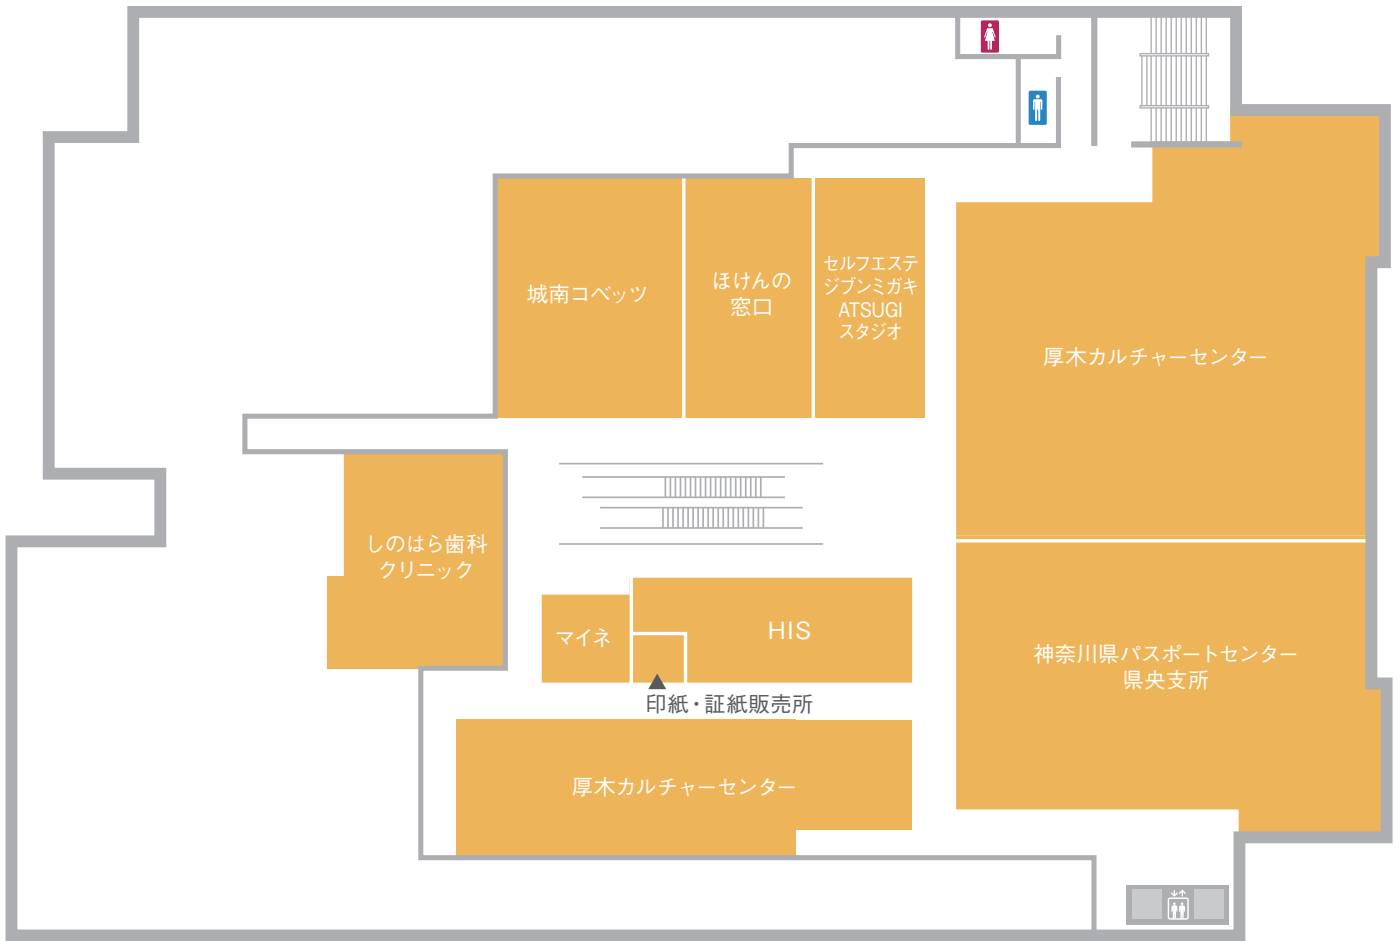 城南コベッツ
ほけんの
窓口
セルフエステ
ジブンミガキ
ATSUGI
スタジオ
厚木カルチャーセンター
しのはら歯科
クリニック
マイネ
HIS
印紙・証紙販売所
神奈川県パスポートセンター
県央支所
厚木カルチャーセンター